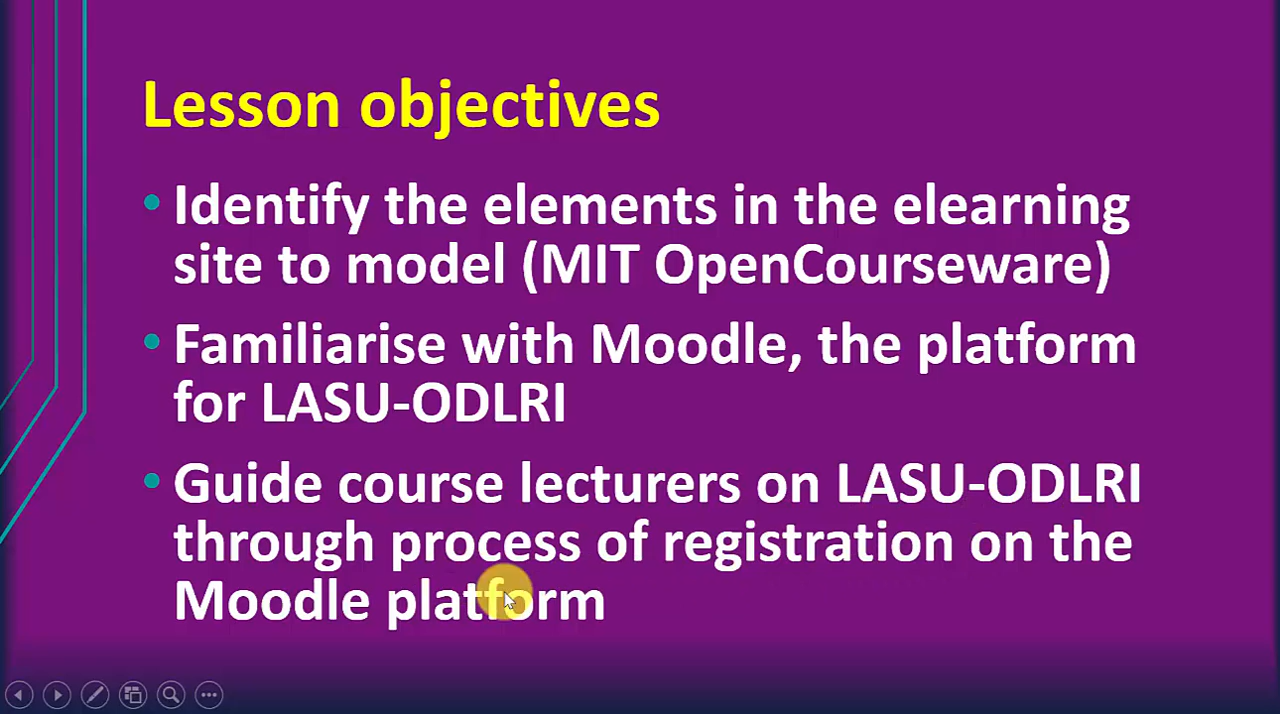 Lesson objectives
• Identify the elements in the elearning
site to model (MIT OpenCourseware)
• Familiarise with Moodle, the platform
for LASU-ODLRI
• Guide course lecturers on LASU-ODLRI
through process of registration on the
Moodle platform